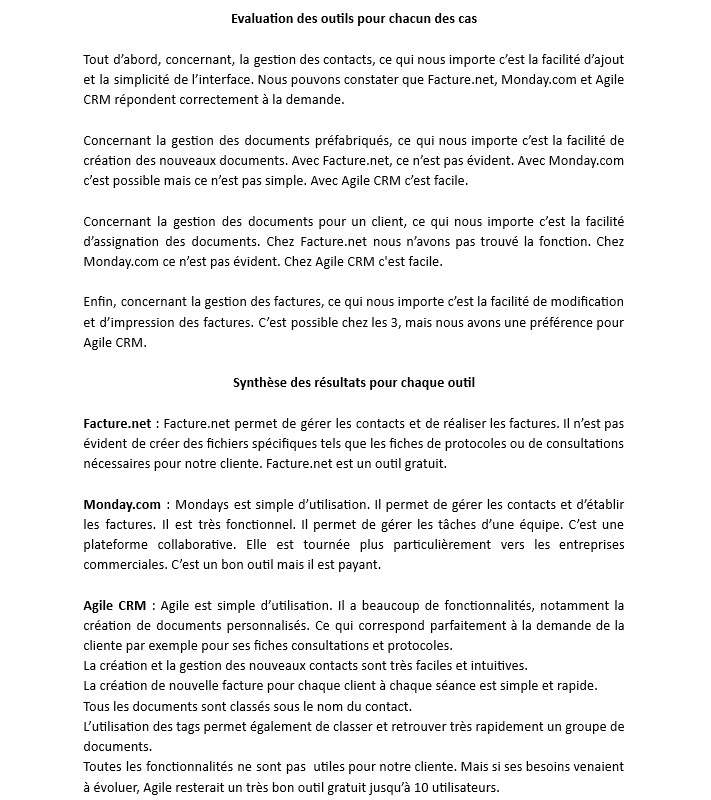 Evaluation des outils pour chacun des cas
Tout d’abord, concernant, la gestion des contacts, ce qui nous importe c’est la facilité d’ajout
et la simplicité de l’interface. Nous pouvons constater que Facture.net, Monday.com et Agile
CRM répondent correctement à la demande.
Concernant la gestion des documents préfabriqués, ce qui nous importe c’est la facilité de
création des nouveaux documents. Avec Facture.net, ce n’est pas évident. Avec Monday.com
c’est possible mais ce n’est pas simple. Avec Agile CRM c’est facile.
Concernant la gestion des documents pour un client, ce qui nous importe c’est la facilité
d’assignation des documents. Chez Facture.net nous n’avons pas trouvé la fonction. Chez
Monday.com ce n’est pas évident. Chez Agile CRM c'est facile.
Enfin, concernant la gestion des factures, ce qui nous importe c’est la facilité de modification
et d’impression des factures. C’est possible chez les 3, mais nous avons une préférence pour
Agile CRM.
Synthèse des résultats pour chaque outil
Facture.net : Facture.net permet de gérer les contacts et de réaliser les factures. Il n’est pas
évident de créer des fichiers spécifiques tels que les fiches de protocoles ou de consultations
nécessaires pour notre cliente. Facture.net est un outil gratuit.
Monday.com : Mondays est simple d’utilisation. Il permet de gérer les contacts et d’établir
les factures. Il est très fonctionnel. Il permet de gérer les tâches d’une équipe. C’est une
plateforme collaborative. Elle est tournée plus particulièrement vers les entreprises
commerciales. C’est un bon outil mais il est payant.
Agile CRM : Agile est simple d’utilisation. Il a beaucoup de fonctionnalités, notamment la
création de documents personnalisés. Ce qui correspond parfaitement à la demande de la
cliente par exemple pour ses fiches consultations et protocoles.
La création et la gestion des nouveaux contacts sont très faciles et intuitives.
La création de nouvelle facture pour chaque client à chaque séance est simple et rapide.
Tous les documents sont classés sous le nom du contact.
L’utilisation des tags permet également de classer et retrouver très rapidement un groupe de
documents.
Toutes les fonctionnalités ne sont pas  utiles pour notre cliente. Mais si ses besoins venaient
à évoluer, Agile resterait un très bon outil gratuit jusqu’à 10 utilisateurs.